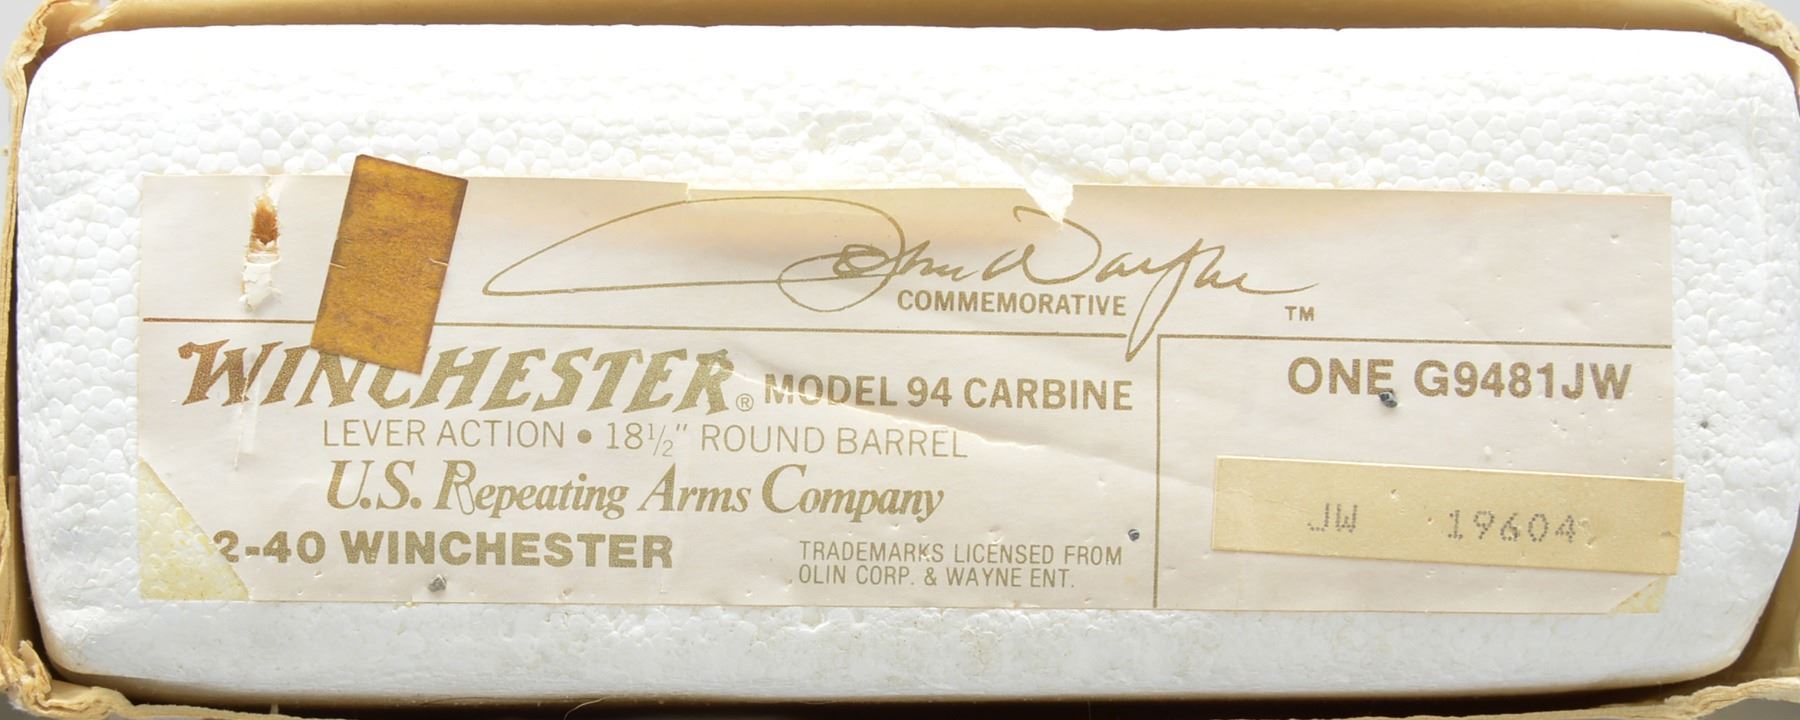 John Wayne
COMMEMORATIVE ™
WINCHESTER® MODEL 94 CARBINE
LEVER ACTION • 18½" ROUND BARREL
U.S. Repeating Arms Company
2-40 WINCHESTER
TRADEMARKS LICENSED FROM
OLIN CORP. & WAYNE ENT.
ONE G9481JW
JW 19604